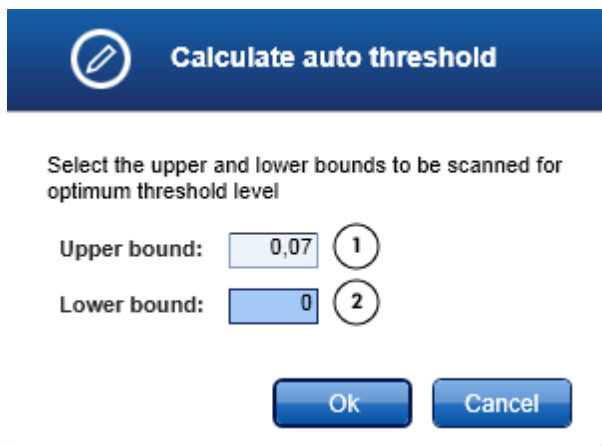 Calculate auto threshold
Select the upper and lower bounds to be scanned for
optimum threshold level
Upper bound: 0,07 1
Lower bound: 0 2
Ok Cancel